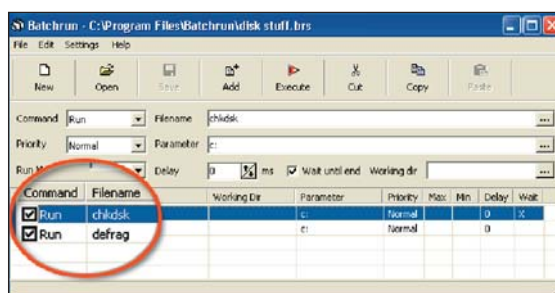 Batchrun - C:\Program Files\Batchrun\disk stuff.brs
File Edit Settings Help
New Open Save Add Execute Cut Copy Paste
Command Run Filename chkdsk ...
Priority Normal Parameter c: ...
Run Delay 0 ms Wait until end Working dir ...
Command Filename Working Dir Parameter Priority Max Min Delay Wait
Run chkdsk c: Normal 0 X
Run defrag c: Normal 0